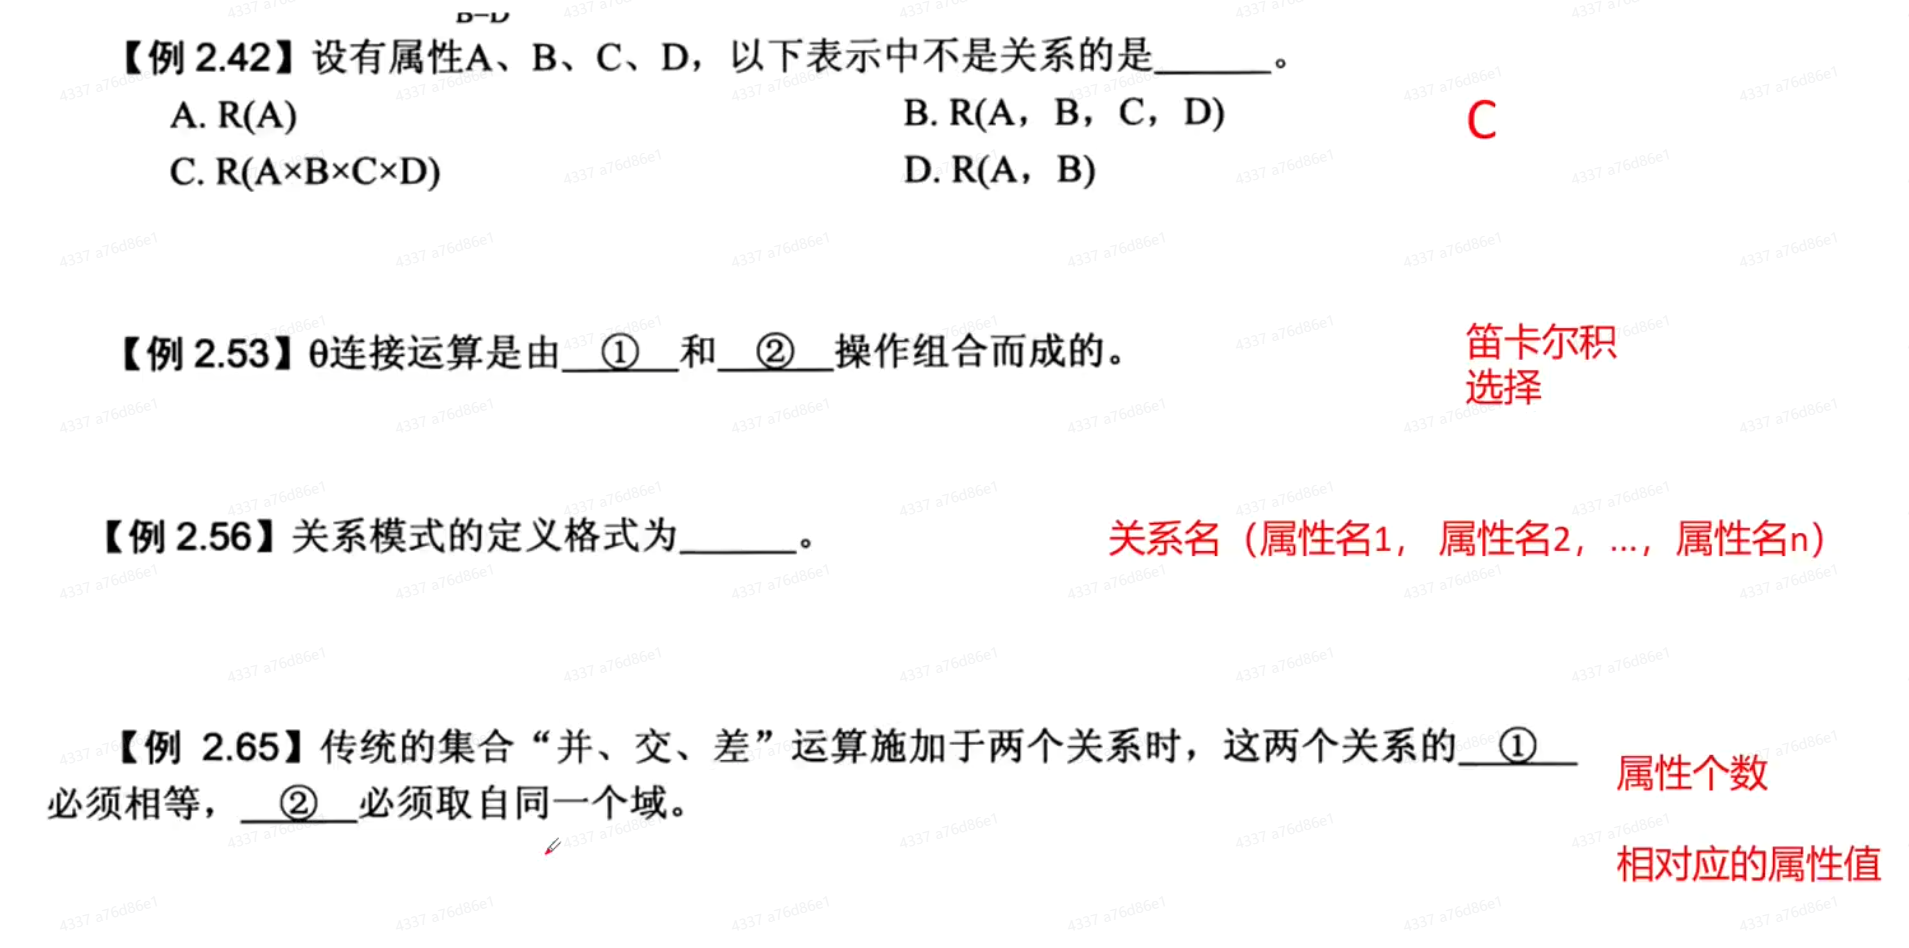 【例 2.42】设有属性A、B、C、D，以下表示中不是关系的是______。
A. R(A)
B. R(A，B，C，D)
C
C. R(A×B×C×D)
D. R(A，B)
【例 2.53】θ连接运算是由__①__和__②__操作组合而成的。
笛卡尔积
选择
【例 2.56】关系模式的定义格式为______。
关系名（属性名1， 属性名2，...，属性名n）
【例 2.65】传统的集合“并、交、差”运算施加于两个关系时，这两个关系的__①__
必须相等，__②__必须取自同一个域。
属性个数
相对应的属性值
4337 a76d86e1